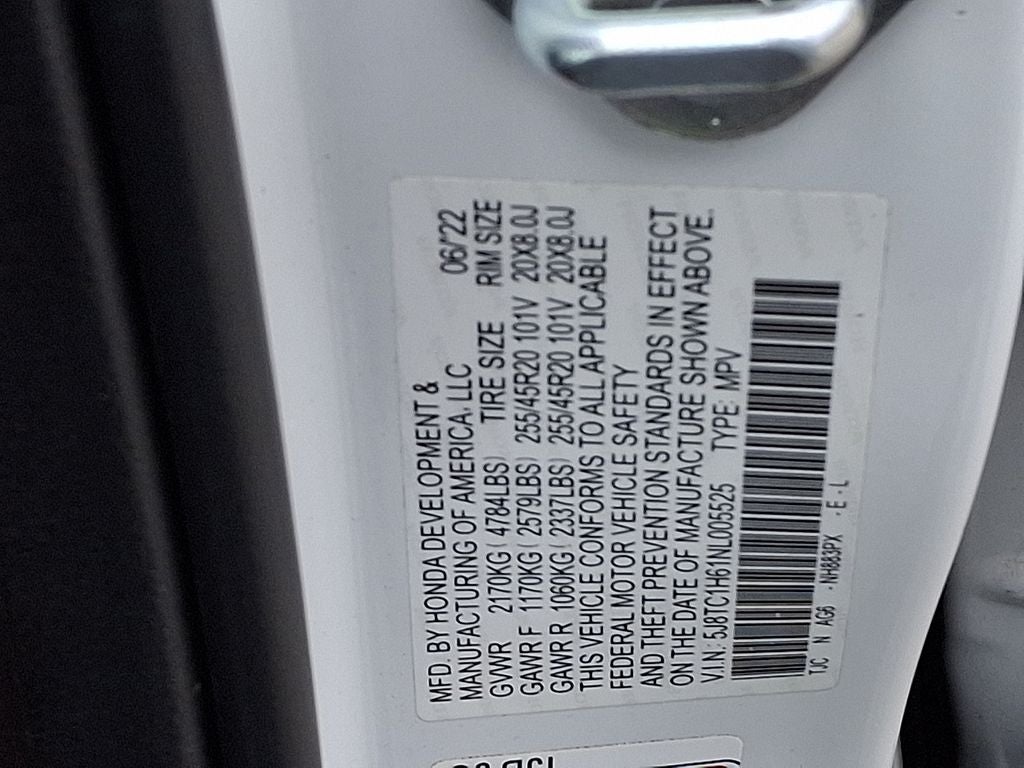 MFD. BY HONDA DEVELOPMENT &
MANUFACTURING OF AMERICA, LLC 06/'22
GVWR 2170KG ( 4784LBS) TIRE SIZE RIM SIZE
GAWR F 1170KG ( 2579LBS) 255/45R20 101V 20X8.0J
GAWR R 1060KG ( 2337LBS) 255/45R20 101V 20X8.0J
THIS VEHICLE CONFORMS TO ALL APPLICABLE
FEDERAL MOTOR VEHICLE SAFETY
AND THEFT PREVENTION STANDARDS IN EFFECT
ON THE DATE OF MANUFACTURE SHOWN ABOVE.
V.I.N.: 5J8TC1H61NL005525 TYPE: MPV
TJC N AG6 -NH883PX - E - L